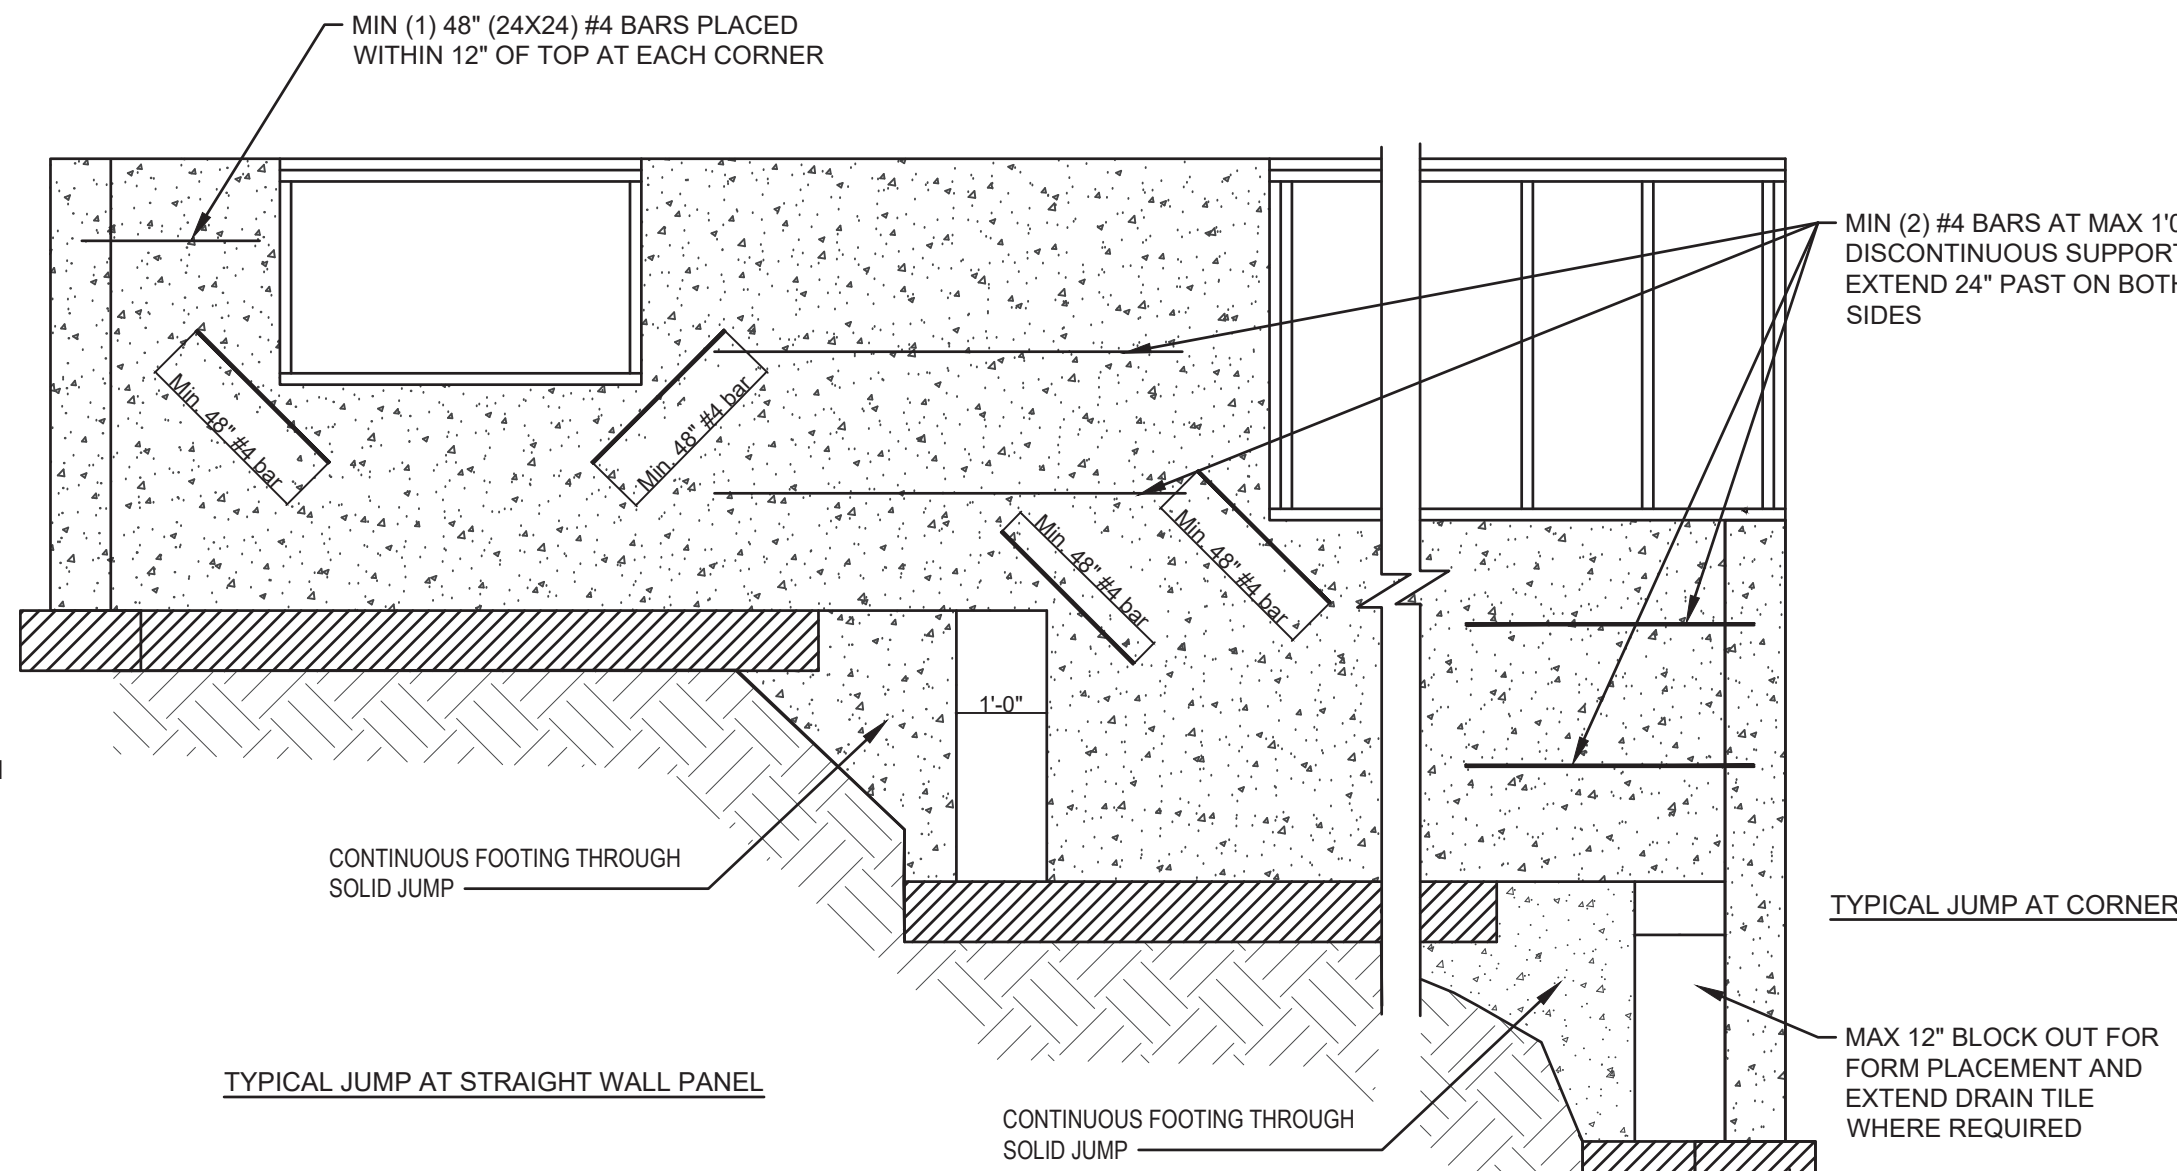 MIN (1) 48" (24X24) #4 BARS PLACED
WITHIN 12" OF TOP AT EACH CORNER
MIN (2) #4 BARS AT MAX 1'0
DISCONTINUOUS SUPPORT
EXTEND 24" PAST ON BOTH
SIDES
Min. 48" #4 bar
Min. 48" #4 bar
Min. 48" #4 bar
Min. 48" #4 bar
1'-0"
CONTINUOUS FOOTING THROUGH
SOLID JUMP
TYPICAL JUMP AT CORNER
TYPICAL JUMP AT STRAIGHT WALL PANEL
MAX 12" BLOCK OUT FOR
FORM PLACEMENT AND
EXTEND DRAIN TILE
WHERE REQUIRED
CONTINUOUS FOOTING THROUGH
SOLID JUMP